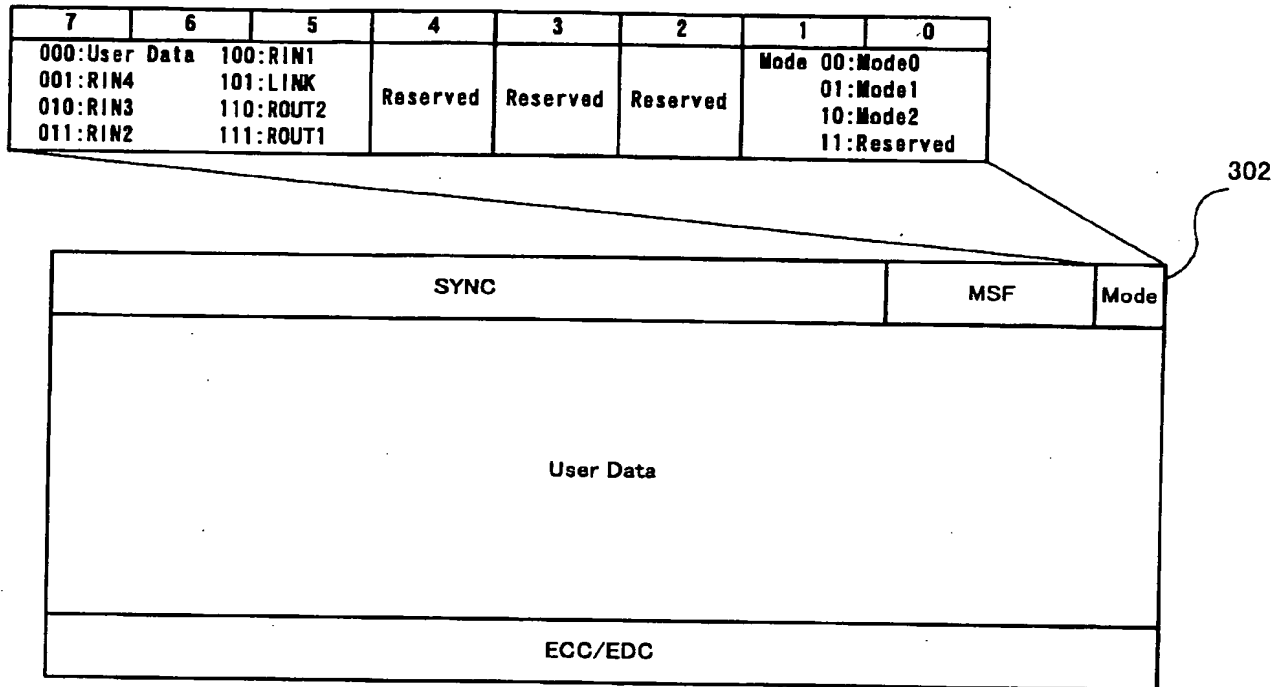 7 6 5 4 3 2 1 0
000:User Data 100:RIN1
001:RIN4 101:LINK
010:RIN3 110:ROUT2
011:RIN2 111:ROUT1
Reserved Reserved Reserved
Mode 00:Mode0
01:Mode1
10:Mode2
11:Reserved
302
SYNC MSF Mode
User Data
ECC/EDC